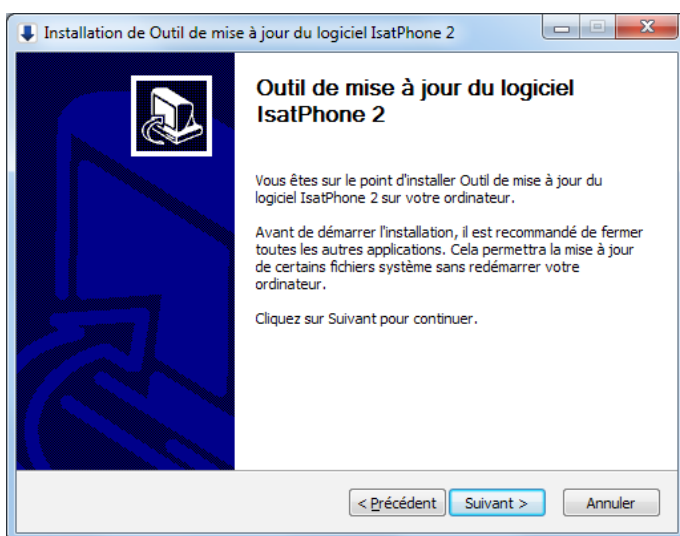 Installation de Outil de mise à jour du logiciel IsatPhone 2
Outil de mise à jour du logiciel
IsatPhone 2
Vous êtes sur le point d'installer Outil de mise à jour du
logiciel IsatPhone 2 sur votre ordinateur.
Avant de démarrer l'installation, il est recommandé de fermer
toutes les autres applications. Cela permettra la mise à jour
de certains fichiers système sans redémarrer votre
ordinateur.
Cliquez sur Suivant pour continuer.
< Précédent Suivant > Annuler